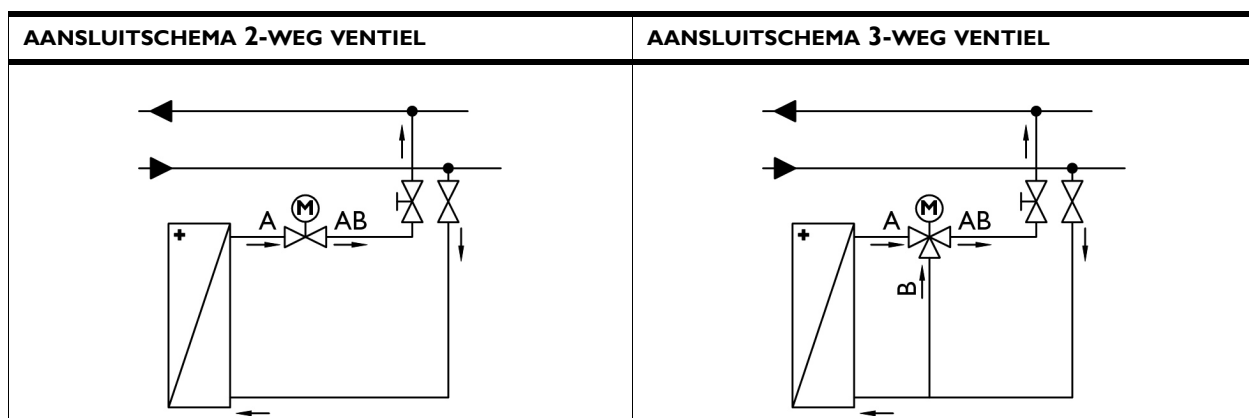 AANSLUITSCHEMA 2-WEG VENTIEL
AANSLUITSCHEMA 3-WEG VENTIEL
M
A AB
+
M
A AB
+
B